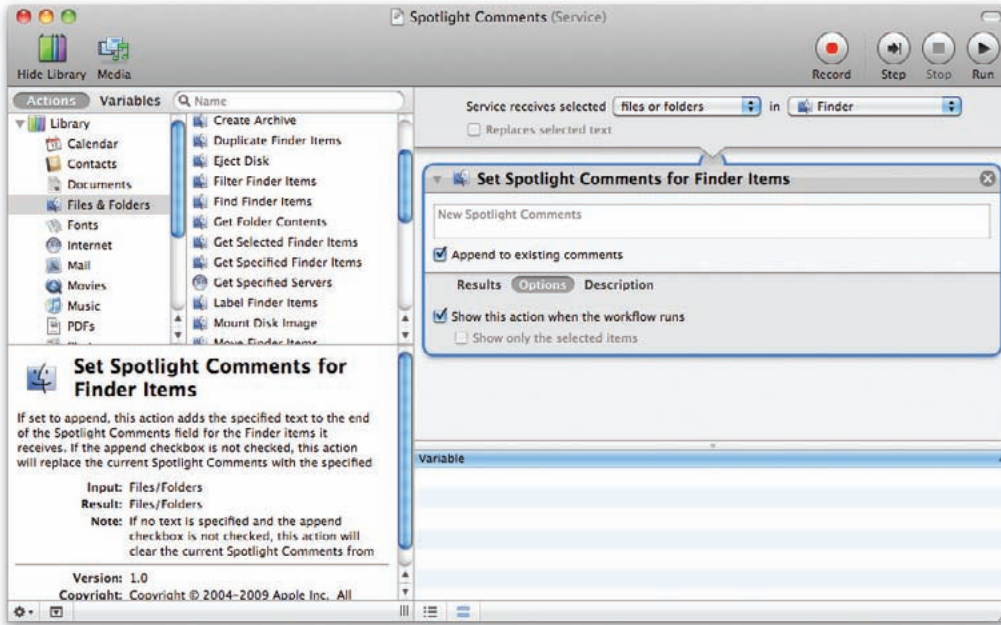 Spotlight Comments (Service)
Hide Library Media
Record Step Stop Run
Actions Variables Name
Library
Calendar
Contacts
Documents
Files & Folders
Fonts
Internet
Mail
Movies
Music
PDFs
Create Archive
Duplicate Finder Items
Eject Disk
Filter Finder Items
Find Finder Items
Get Folder Contents
Get Selected Finder Items
Get Specified Finder Items
Get Specified Servers
Label Finder Items
Mount Disk Image
Move Finder Items
Set Spotlight Comments for
Finder Items
If set to append, this action adds the specified text to the end
of the Spotlight Comments field for the Finder items it
receives. If the append checkbox is not checked, this action
will replace the current Spotlight Comments with the specified
Input: Files/Folders
Result: Files/Folders
Note: If no text is specified and the append
checkbox is not checked, this action will
clear the current Spotlight Comments from
Version: 1.0
Copyright: Copyright © 2004-2009 Apple Inc. All
Service receives selected files or folders in Finder
Replaces selected text
Set Spotlight Comments for Finder Items
New Spotlight Comments
Append to existing comments
Results Options Description
Show this action when the workflow runs
Show only the selected items
Variable